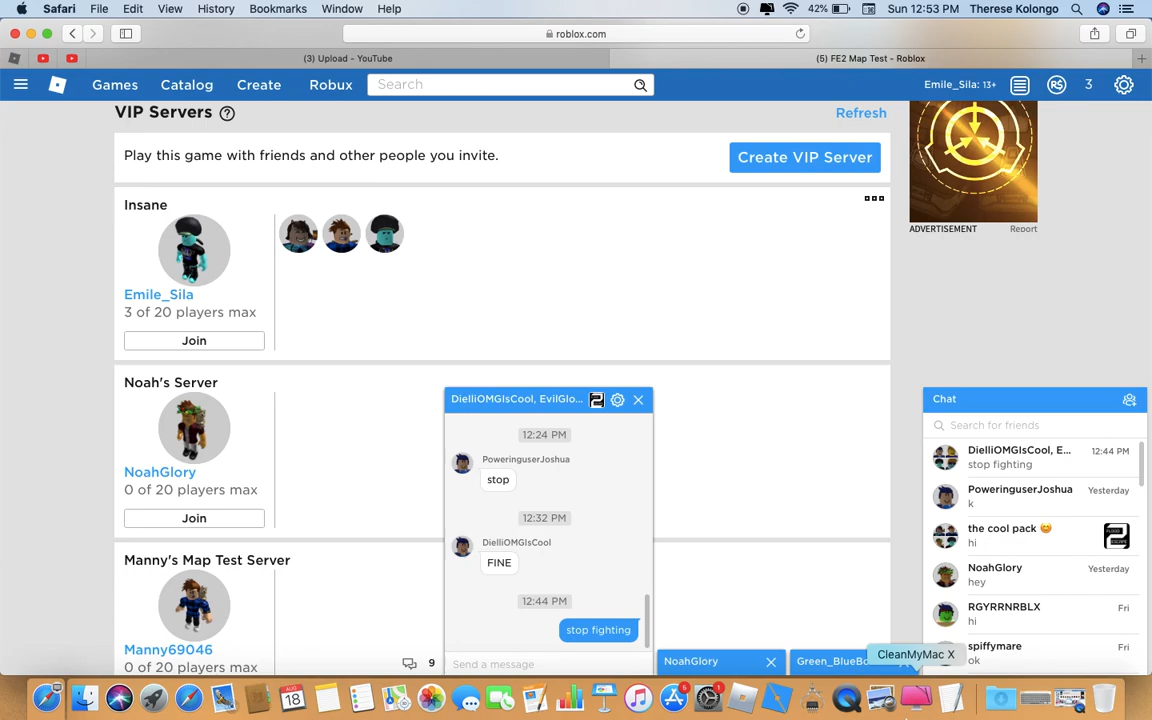 Safari File Edit View History Bookmarks Window Help
42% Sun 12:53 PM Therese Kolongo
roblox.com
(3) Upload - YouTube
(5) FE2 Map Test - Roblox
Games Catalog Create Robux Search
Emile_Sila: 13+ 3
VIP Servers
Refresh
Play this game with friends and other people you invite.
Create VIP Server
Insane
Emile_Sila
3 of 20 players max
Join
Noah's Server
NoahGlory
0 of 20 players max
Join
Manny's Map Test Server
Manny69046
0 of 20 players max
9
ADVERTISEMENT Report
DielliOMGIsCool, EvilGlo...
12:24 PM
PoweringuserJoshua
stop
12:32 PM
DielliOMGIsCool
FINE
12:44 PM
stop fighting
Send a message
NoahGlory
CleanMyMac X
Chat
Search for friends
DielliOMGIsCool, E... 12:44 PM
stop fighting
PoweringuserJoshua Yesterday
k
the cool pack 😄
hi
NoahGlory Yesterday
hey
RGYRRNRBLX Fri
hi
spiffymare Fri
ok
AUG
18
5
1